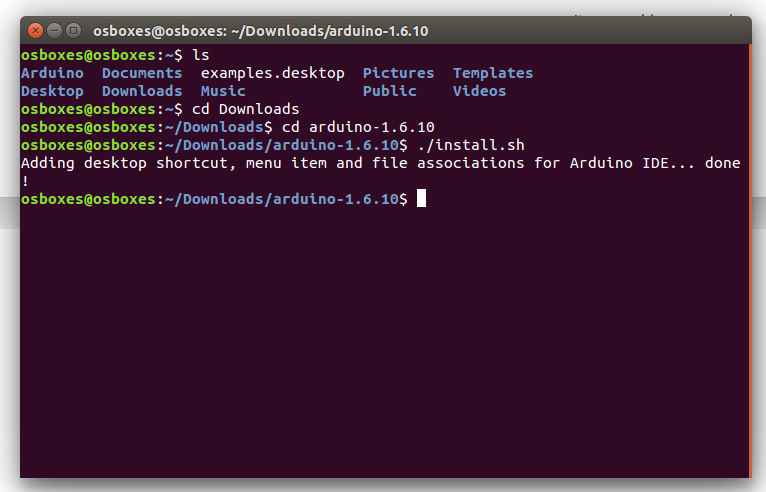 osboxes@osboxes: ~/Downloads/arduino-1.6.10
osboxes@osboxes:~$ ls
Arduino  Documents  examples.desktop  Pictures  Templates
Desktop  Downloads  Music             Public    Videos
osboxes@osboxes:~$ cd Downloads
osboxes@osboxes:~/Downloads$ cd arduino-1.6.10
osboxes@osboxes:~/Downloads/arduino-1.6.10$ ./install.sh
Adding desktop shortcut, menu item and file associations for Arduino IDE... done
!
osboxes@osboxes:~/Downloads/arduino-1.6.10$